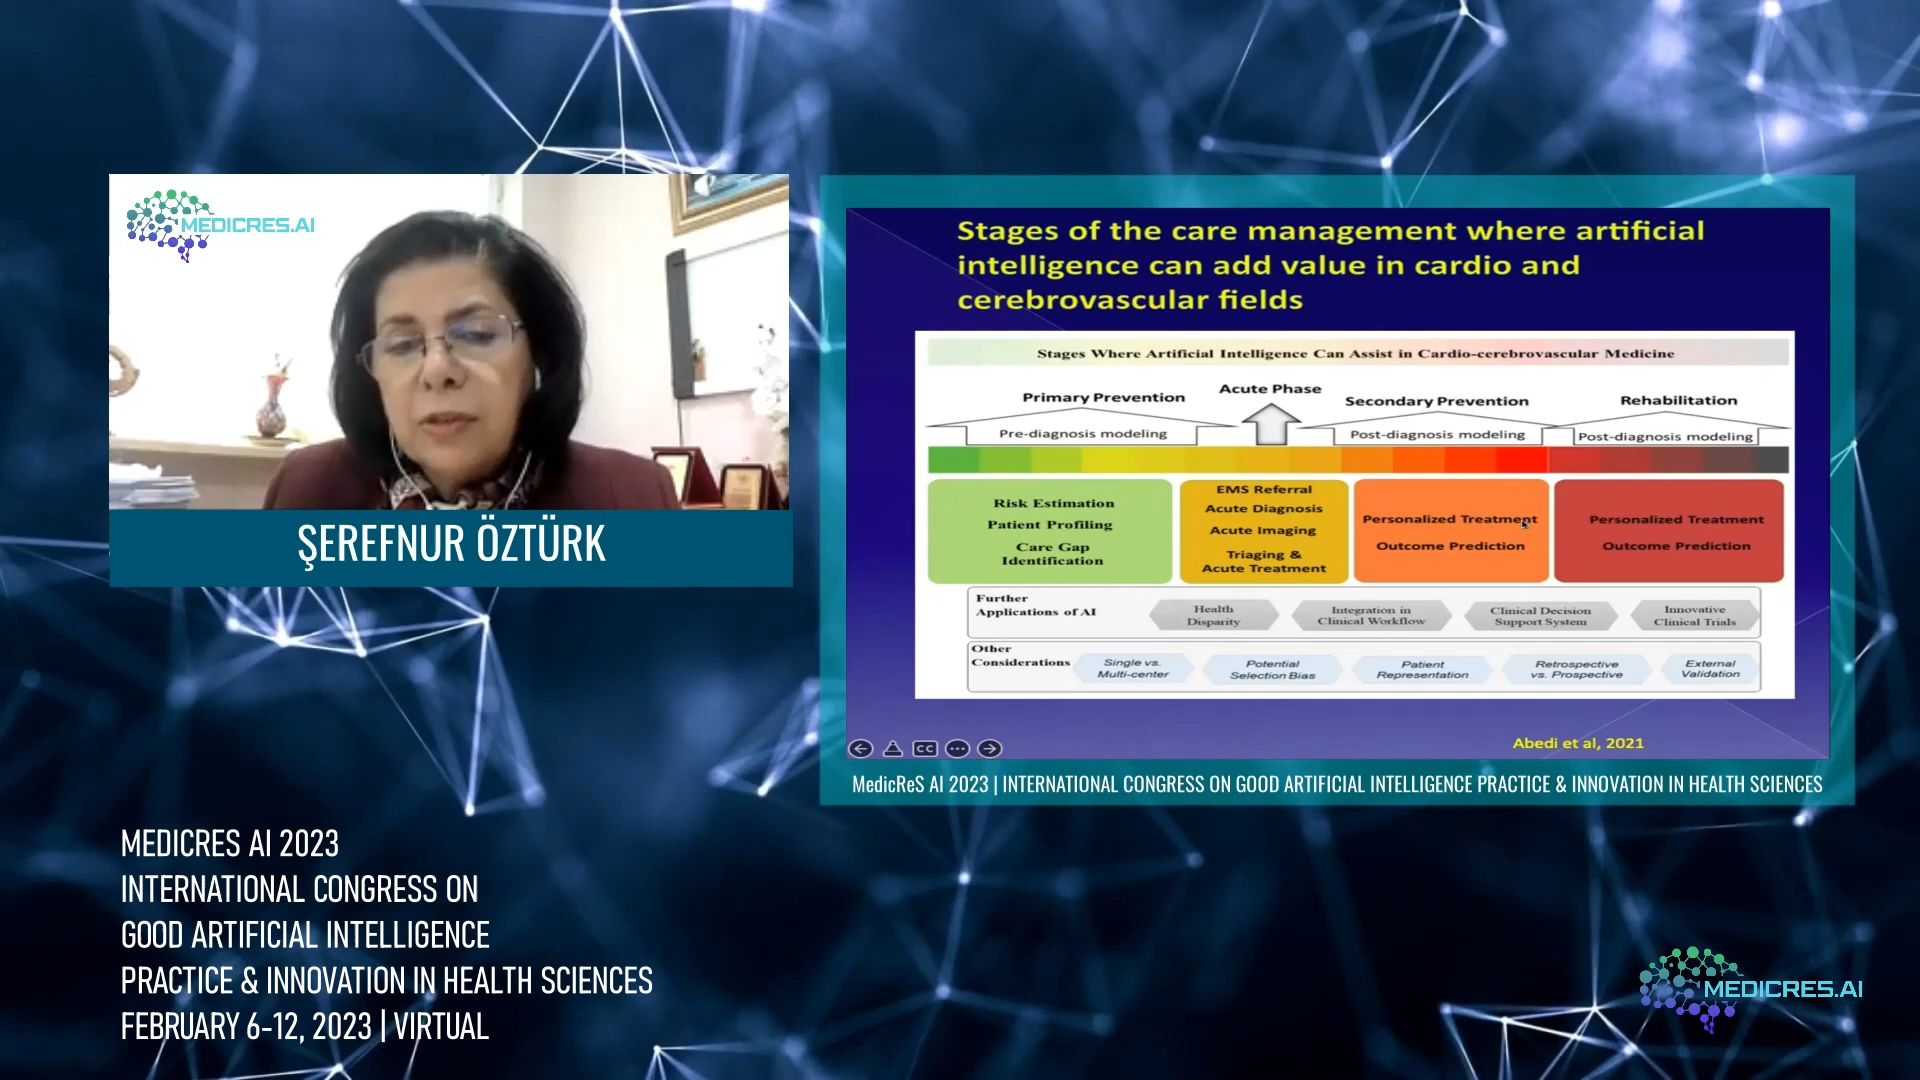 MEDICRES.AI
ŞEREFNUR ÖZTÜRK
Stages of the care management where artificial
intelligence can add value in cardio and
cerebrovascular fields
Stages Where Artificial Intelligence Can Assist in Cardio-cerebrovascular Medicine
Primary Prevention
Acute Phase
Secondary Prevention
Rehabilitation
Pre-diagnosis modeling
Post-diagnosis modeling
Post-diagnosis modeling
Risk Estimation
Patient Profiling
Care Gap
Identification
EMS Referral
Acute Diagnosis
Acute Imaging
Triaging &
Acute Treatment
Personalized Treatment
Outcome Prediction
Personalized Treatment
Outcome Prediction
Further
Applications of AI
Health
Disparity
Integration in
Clinical Workflow
Clinical Decision
Support System
Innovative
Clinical Trials
Other
Considerations
Single vs.
Multi-center
Potential
Selection Bias
Patient
Representation
Retrospective
vs. Prospective
External
Validation
Abedi et al, 2021
CC
MedicReS AI 2023 | INTERNATIONAL CONGRESS ON GOOD ARTIFICIAL INTELLIGENCE PRACTICE & INNOVATION IN HEALTH SCIENCES
MEDICRES AI 2023
INTERNATIONAL CONGRESS ON
GOOD ARTIFICIAL INTELLIGENCE
PRACTICE & INNOVATION IN HEALTH SCIENCES
FEBRUARY 6-12, 2023 | VIRTUAL
MEDICRES.AI